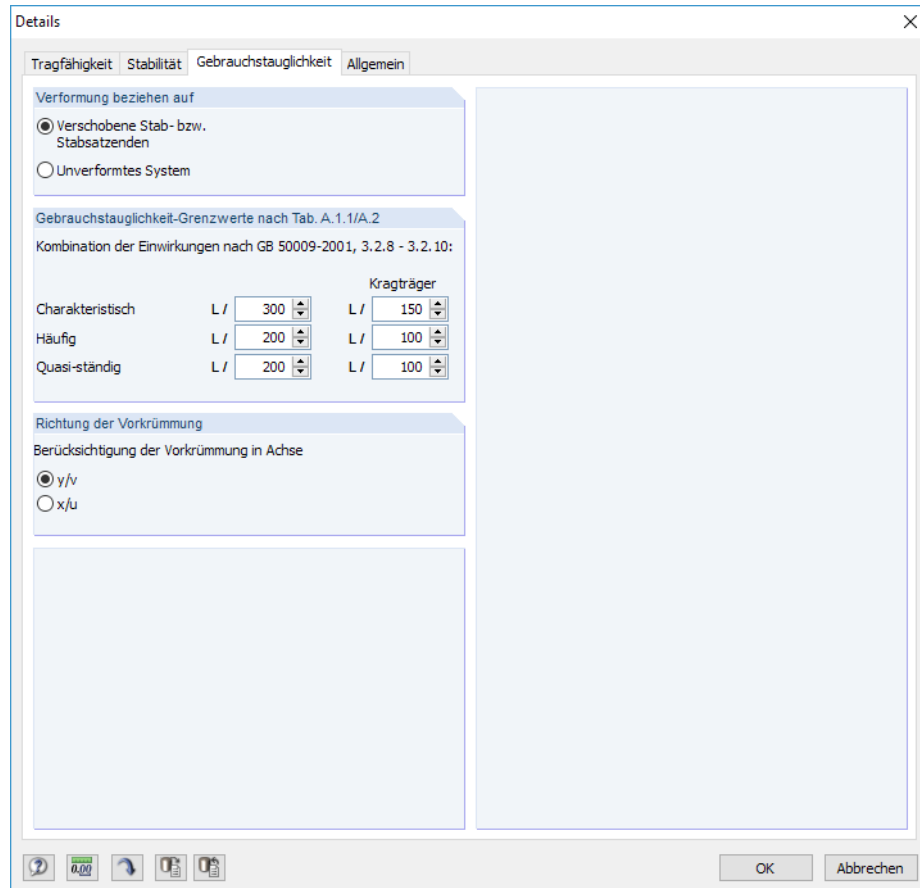 Details
Tragfähigkeit Stabilität Gebrauchstauglichkeit Allgemein
Verformung beziehen auf
Verschobene Stab- bzw.
Stabsatzenden
Unverformtes System
Gebrauchstauglichkeit-Grenzwerte nach Tab. A.1.1/A.2
Kombination der Einwirkungen nach GB 50009-2001, 3.2.8 - 3.2.10:
Kragträger
Charakteristisch L / 300 L / 150
Häufig L / 200 L / 100
Quasi-ständig L / 200 L / 100
Richtung der Vorkrümmung
Berücksichtigung der Vorkrümmung in Achse
y/v
x/u
0.00
OK Abbrechen